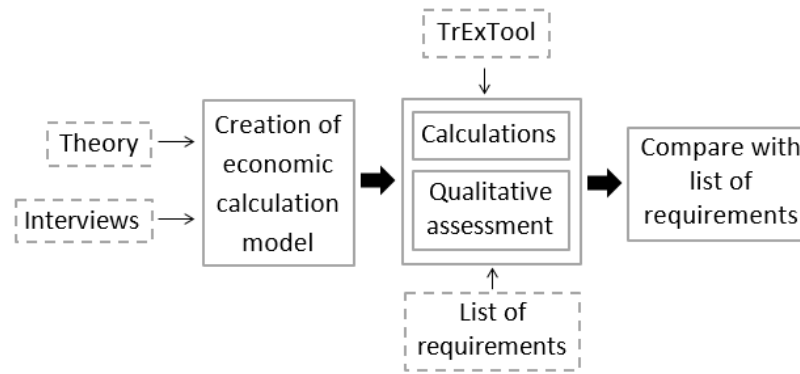 TrExTool
Theory
Interviews
Creation of
economic
calculation
model
Calculations
Qualitative
assessment
List of
requirements
Compare with
list of
requirements